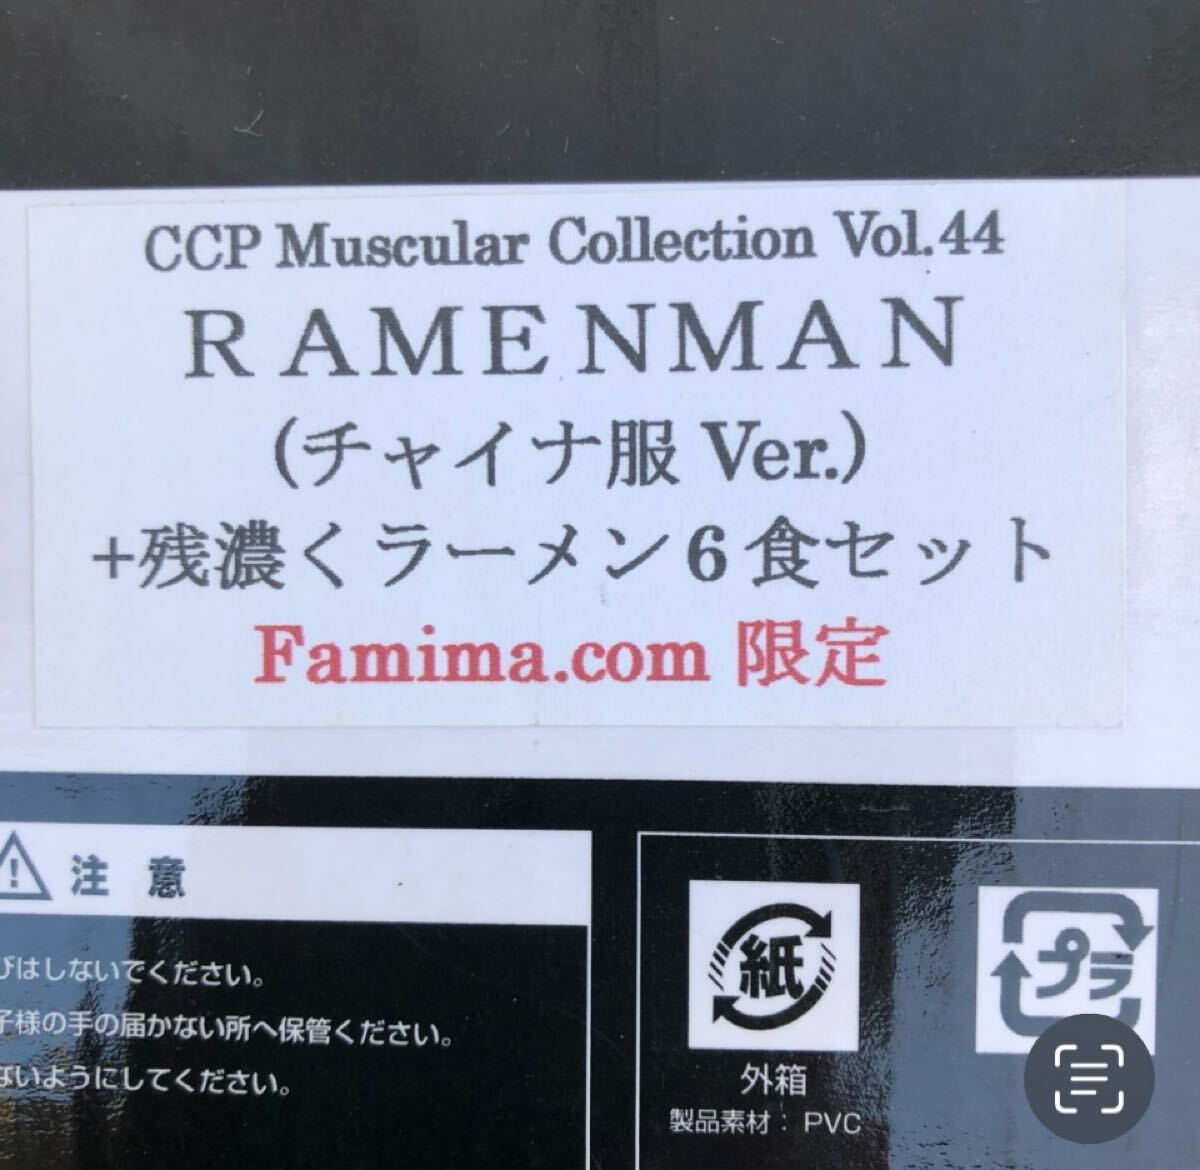 CCP Muscular Collection Vol.44
RAMENMAN
(チャイナ服 Ver.)
+残濃くラーメン6食セット
Famima.com 限定
注 意
びはしないでください。
子様の手の届かない所へ保管ください。
ないようにしてください。
紙
プラ
外箱
製品素材: PVC